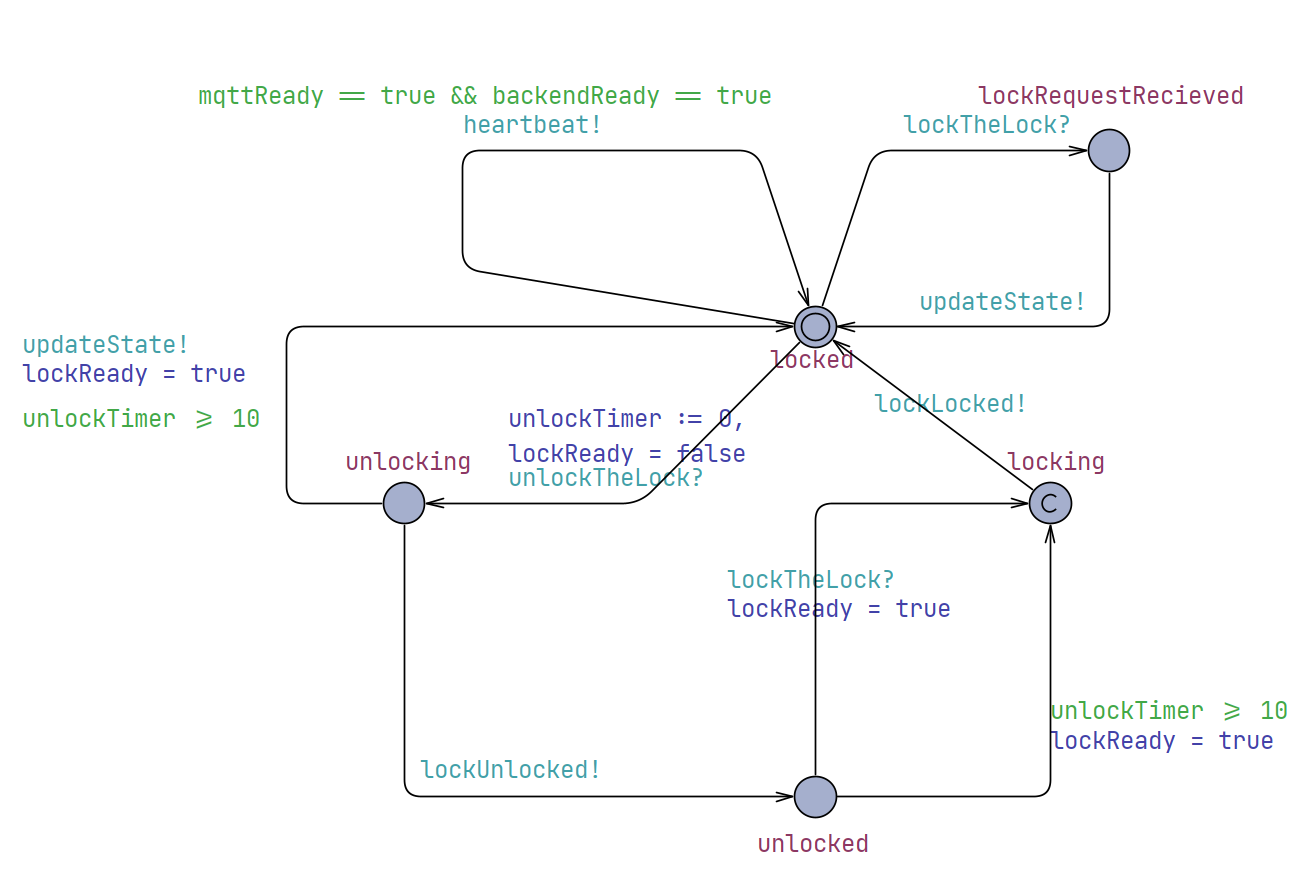 mqttReady == true && backendReady == true
heartbeat!
lockRequestRecieved
lockTheLock?
updateState!
locked
updateState!
lockReady = true
unlockTimer >= 10
unlockTimer := 0,
lockReady = false
unlockTheLock?
lockLocked!
unlocking
locking
C
lockTheLock?
lockReady = true
unlockTimer >= 10
lockReady = true
lockUnlocked!
unlocked